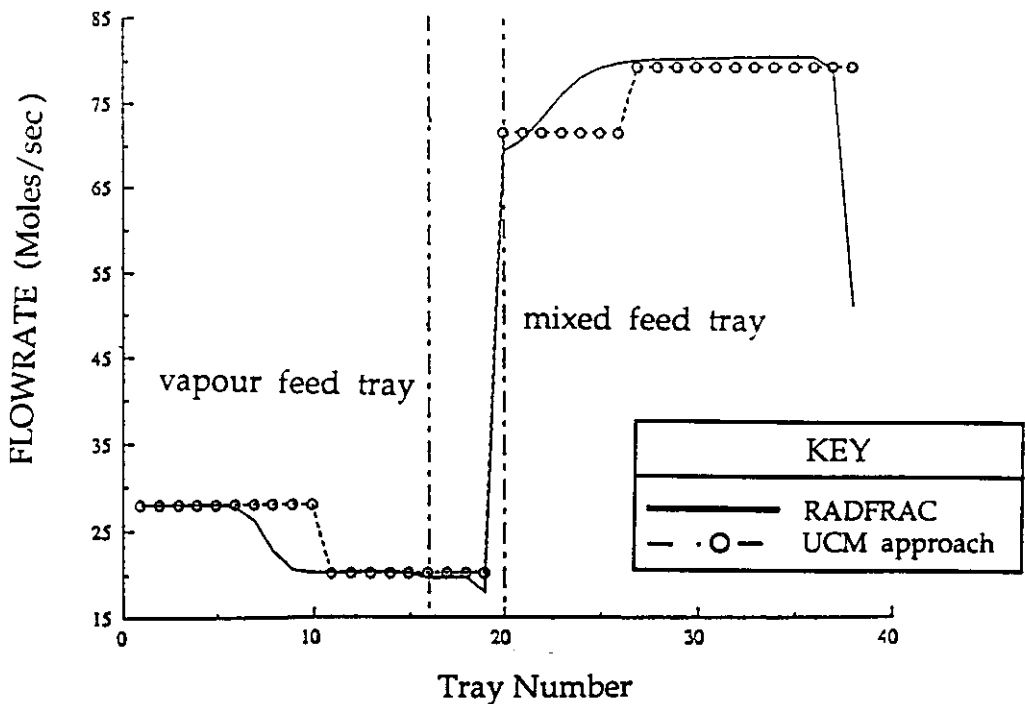 FLOWRATE (Moles/sec)
85
75
65
55
45
35
25
15
vapour feed tray
mixed feed tray
KEY
RADFRAC
UCM approach
0
10
20
30
40
Tray Number